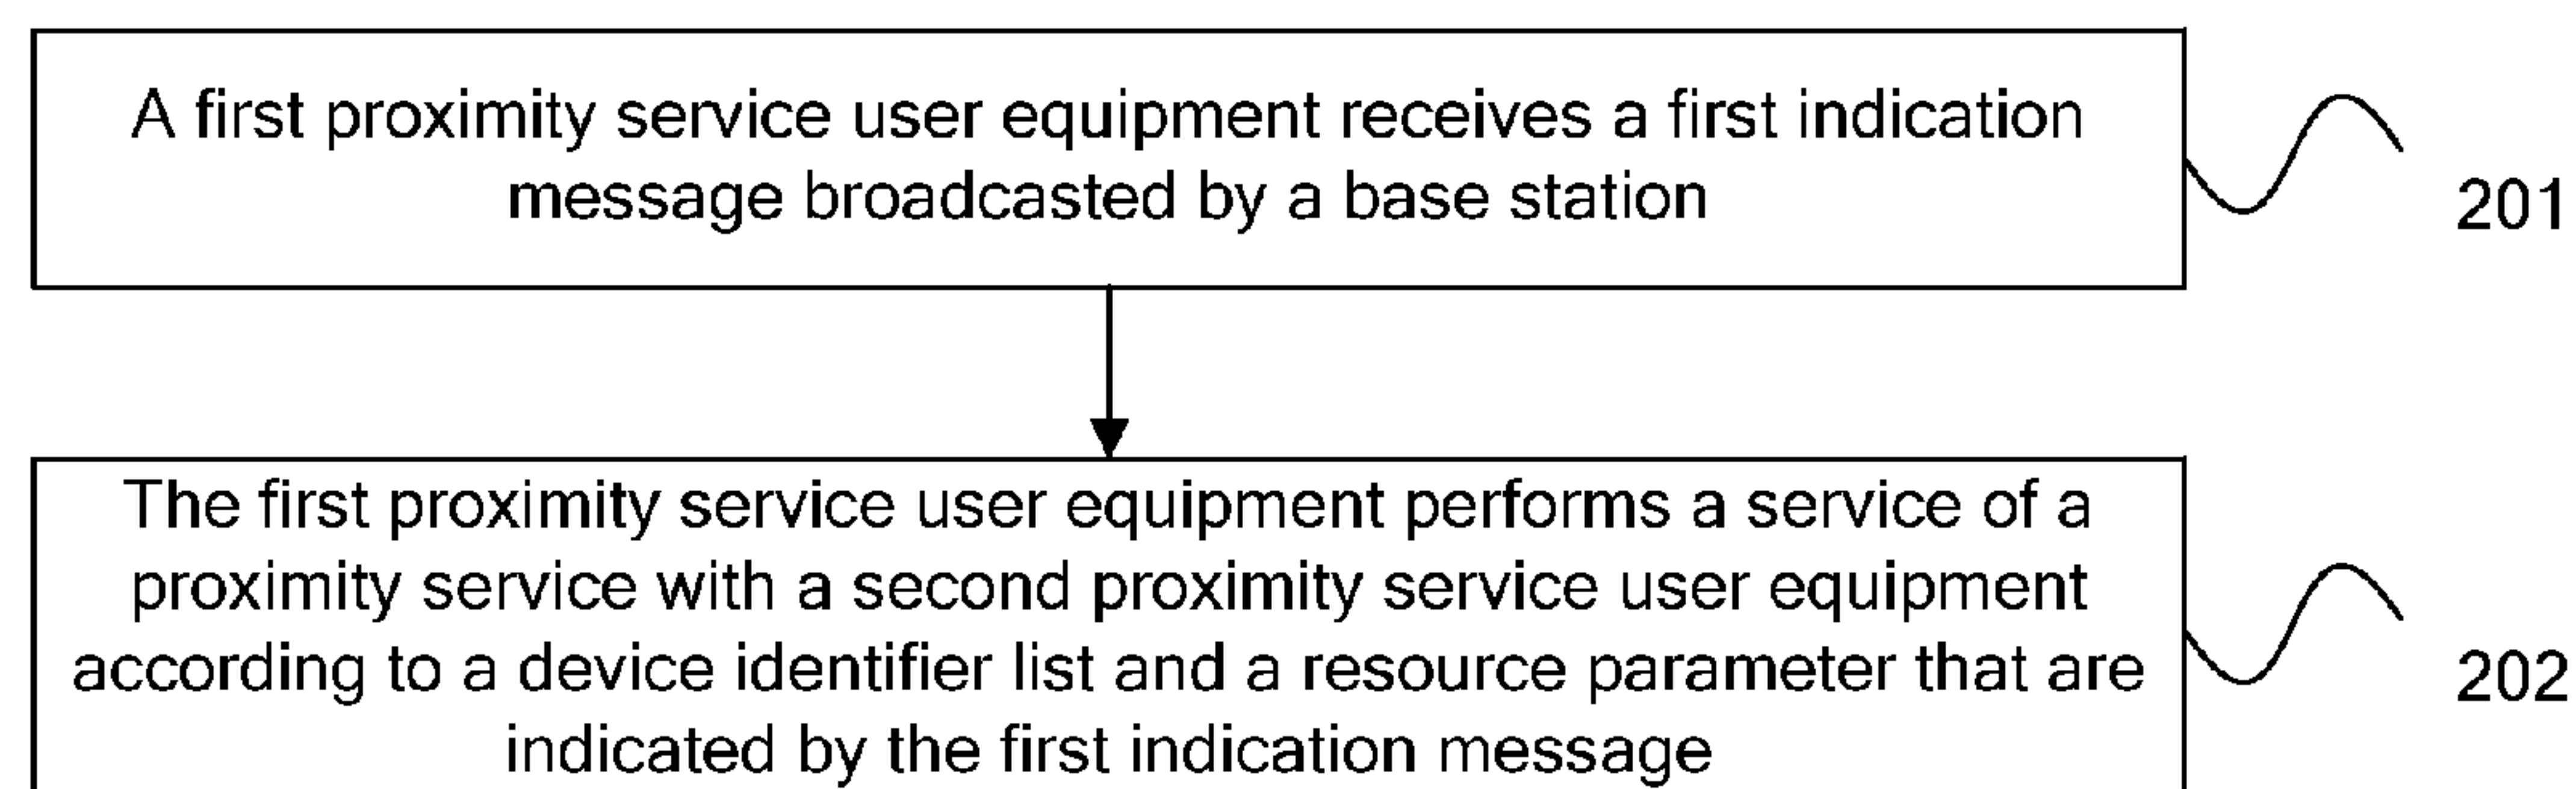 A first proximity service user equipment receives a first indication
message broadcasted by a base station
201
The first proximity service user equipment performs a service of a
proximity service with a second proximity service user equipment
according to a device identifier list and a resource parameter that are
indicated by the first indication message
202